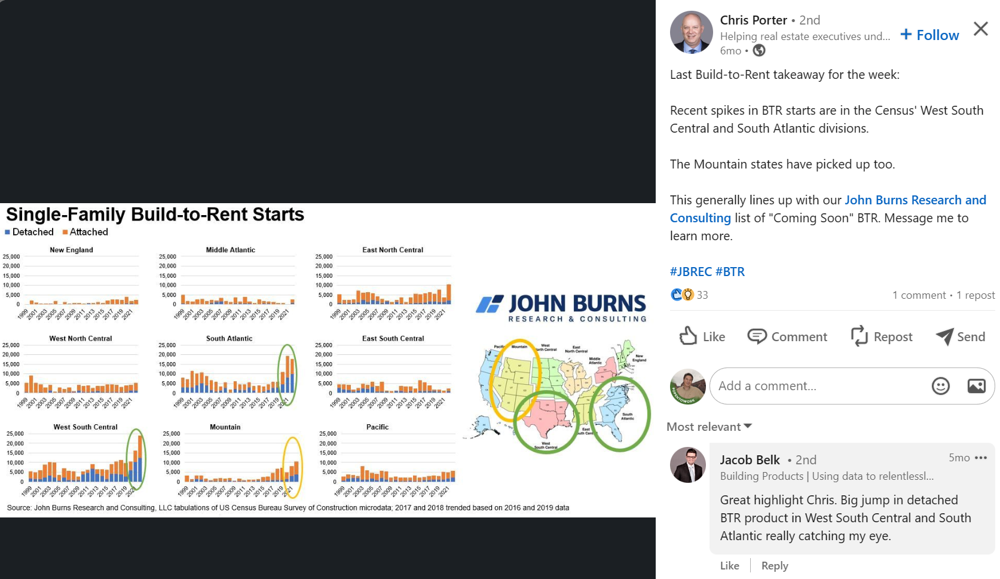 Single-Family Build-to-Rent Starts
Detached Attached
New England
25,000
20,000
15,000
10,000
5,000
0
1999 2001 2003 2005 2007 2009 2011 2013 2015 2017 2019 2021
Middle Atlantic
25,000
20,000
15,000
10,000
5,000
0
1999 2001 2003 2005 2007 2009 2011 2013 2015 2017 2019 2021
East North Central
25,000
20,000
15,000
10,000
5,000
0
1999 2001 2003 2005 2007 2009 2011 2013 2015 2017 2019 2021
West North Central
25,000
20,000
15,000
10,000
5,000
0
1999 2001 2003 2005 2007 2009 2011 2013 2015 2017 2019 2021
South Atlantic
25,000
20,000
15,000
10,000
5,000
0
1999 2001 2003 2005 2007 2009 2011 2013 2015 2017 2019 2021
East South Central
25,000
20,000
15,000
10,000
5,000
0
1999 2001 2003 2005 2007 2009 2011 2013 2015 2017 2019 2021
West South Central
25,000
20,000
15,000
10,000
5,000
0
1999 2001 2003 2005 2007 2009 2011 2013 2015 2017 2019 2021
Mountain
25,000
20,000
15,000
10,000
5,000
0
1999 2001 2003 2005 2007 2009 2011 2013 2015 2017 2019 2021
Pacific
25,000
20,000
15,000
10,000
5,000
0
1999 2001 2003 2005 2007 2009 2011 2013 2015 2017 2019 2021
JOHN BURNS
RESEARCH & CONSULTING
Mountain
West
North Central
East
North Central
Middle
Atlantic
New
England
South
Atlantic
East
South Cent
West
South Central
Source: John Burns Research and Consulting, LLC tabulations of US Census Bureau Survey of Construction microdata; 2017 and 2018 trended based on 2016 and 2019 data
Chris Porter • 2nd
Helping real estate executives und...
6mo •
+ Follow
Last Build-to-Rent takeaway for the week:
Recent spikes in BTR starts are in the Census' West South
Central and South Atlantic divisions.
The Mountain states have picked up too.
This generally lines up with our John Burns Research and
Consulting list of "Coming Soon" BTR. Message me to
learn more.
#JBREC #BTR
33
1 comment • 1 repost
Like Comment Repost Send
#OPENTOWORK
Add a comment...
Most relevant
Jacob Belk • 2nd
5mo •••
Building Products | Using data to relentlessl...
Great highlight Chris. Big jump in detached
BTR product in West South Central and South
Atlantic really catching my eye.
Like Reply